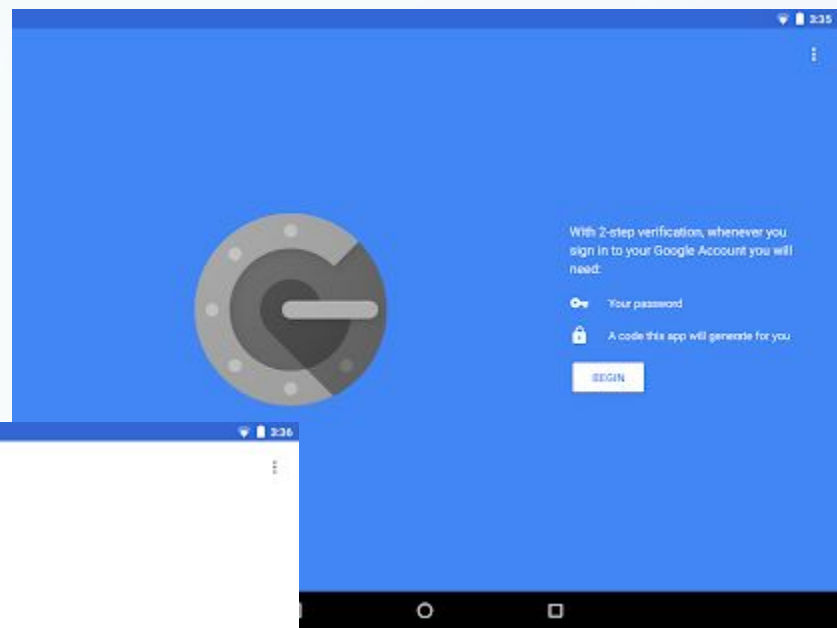 3:35
With 2-step verification, whenever you
sign in to your Google Account you will
need:
Your password
A code this app will generate for you
BEGIN
3:36